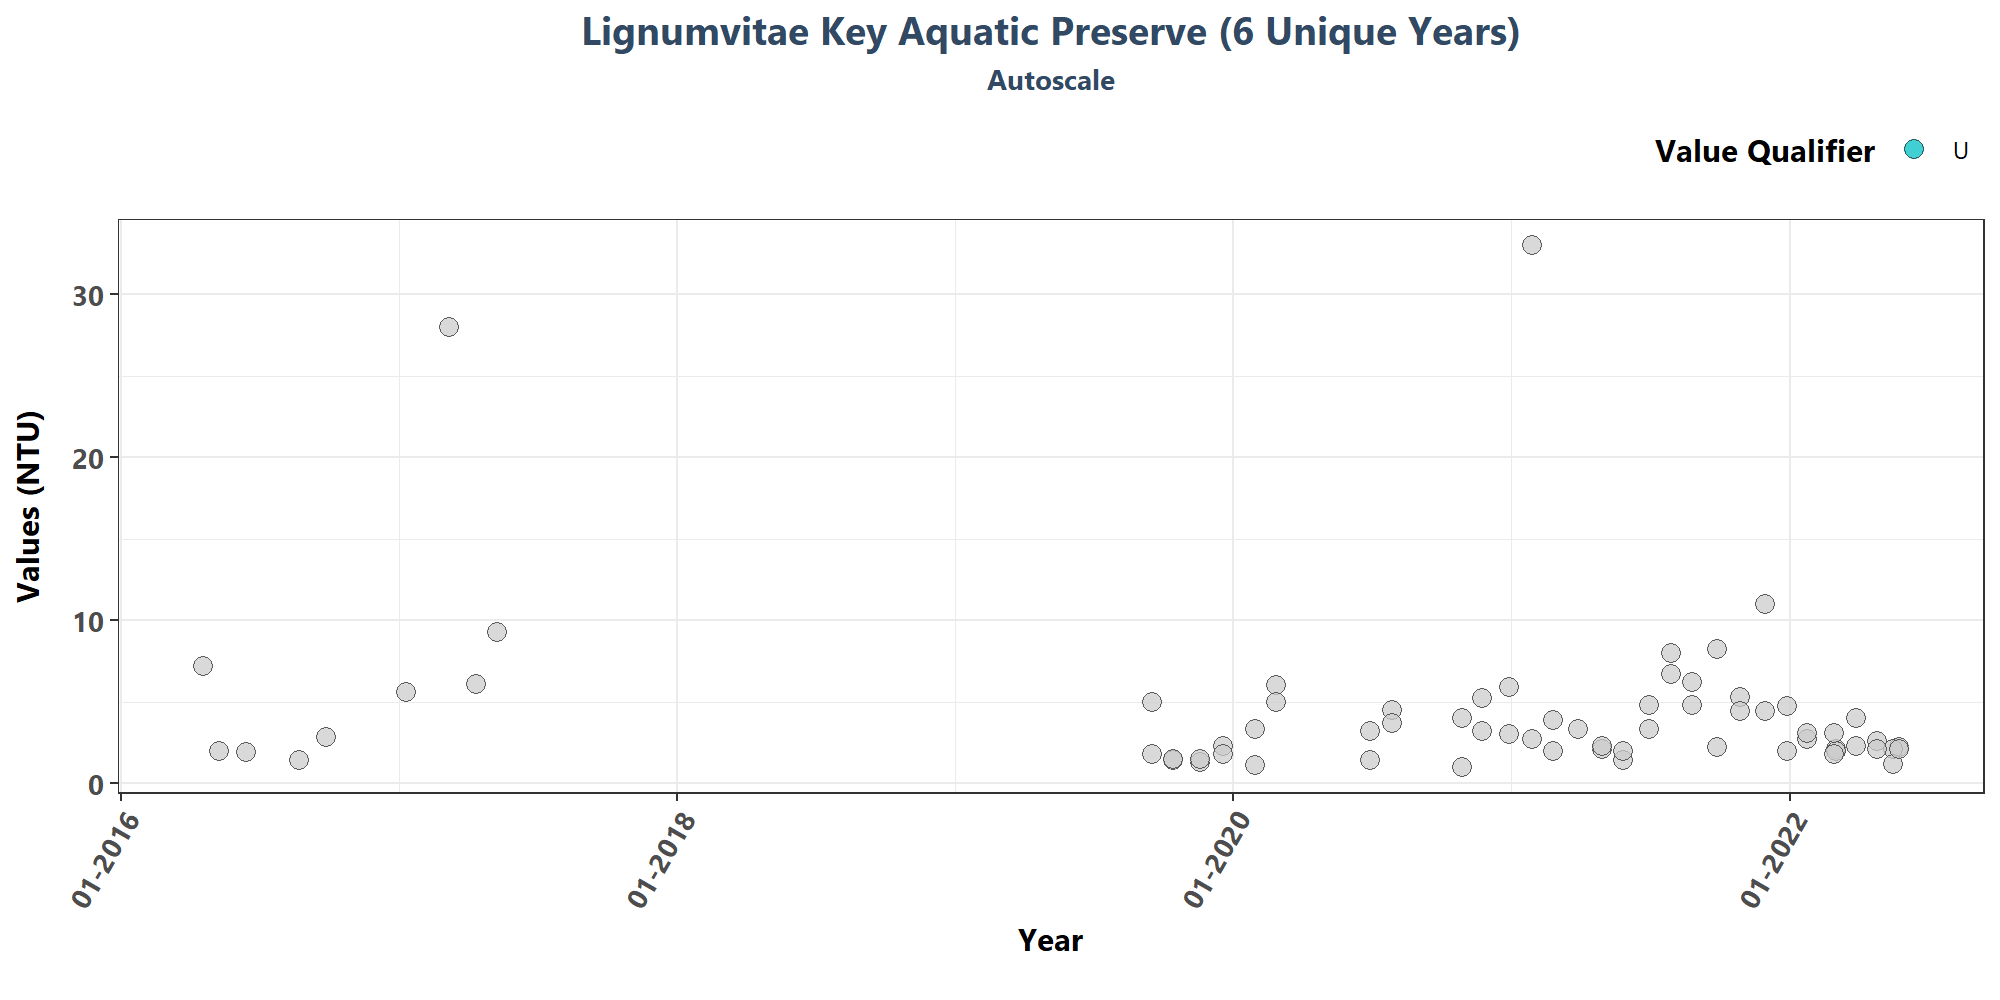 Lignumvitae Key Aquatic Preserve (6 Unique Years)
Autoscale
Value Qualifier U
Values (NTU)
30
20
10
0
01-2016 01-2018 01-2020 01-2022
Year